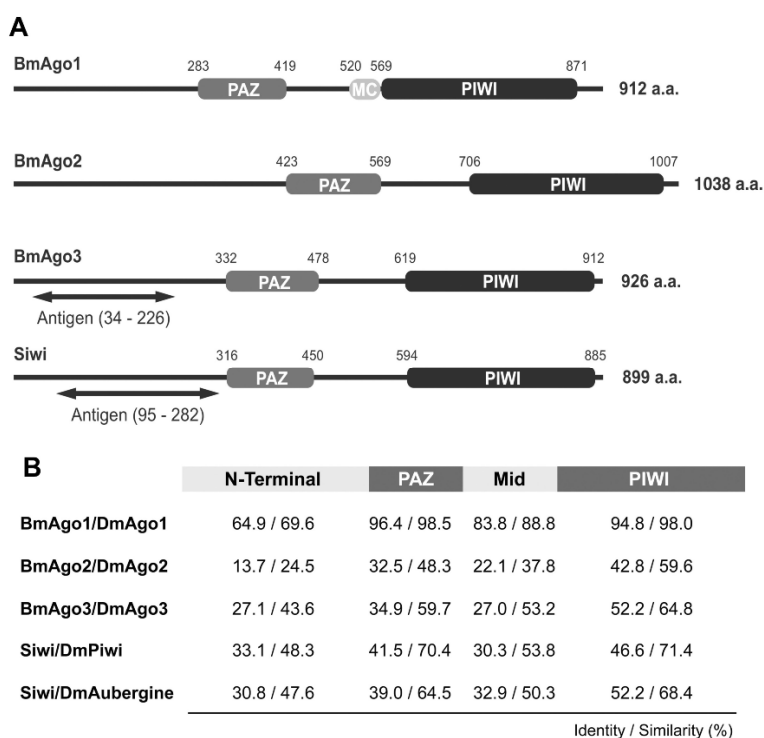 A
BmAgo1
283 419 520 569 871
PAZ MC PIWI 912 a.a.
BmAgo2
423 569 706 1007
PAZ PIWI 1038 a.a.
BmAgo3
332 478 619 912
PAZ PIWI 926 a.a.
Antigen (34 - 226)
Siwi
316 450 594 885
PAZ PIWI 899 a.a.
Antigen (95 - 282)
B
N-Terminal PAZ Mid PIWI
BmAgo1/DmAgo1 64.9 / 69.6 96.4 / 98.5 83.8 / 88.8 94.8 / 98.0
BmAgo2/DmAgo2 13.7 / 24.5 32.5 / 48.3 22.1 / 37.8 42.8 / 59.6
BmAgo3/DmAgo3 27.1 / 43.6 34.9 / 59.7 27.0 / 53.2 52.2 / 64.8
Siwi/DmPiwi 33.1 / 48.3 41.5 / 70.4 30.3 / 53.8 46.6 / 71.4
Siwi/DmAubergine 30.8 / 47.6 39.0 / 64.5 32.9 / 50.3 52.2 / 68.4
Identity / Similarity (%)